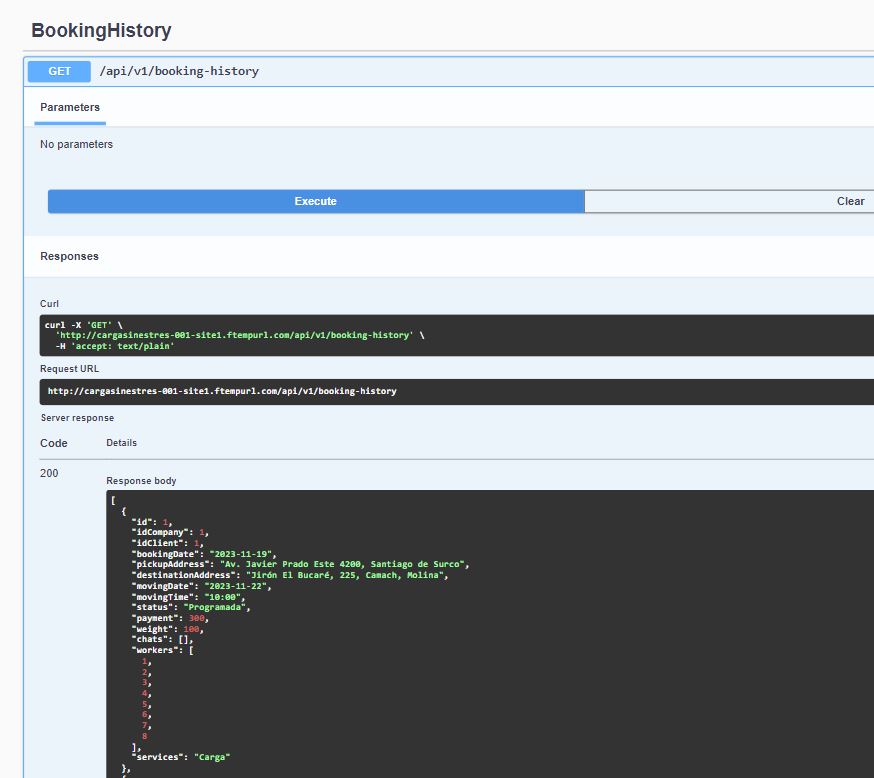 BookingHistory
GET /api/v1/booking-history
Parameters
No parameters
Execute Clear
Responses
Curl
curl -X 'GET' \
'http://cargasinestres-001-site1.ftempurl.com/api/v1/booking-history' \
-H 'accept: text/plain'
Request URL
http://cargasinestres-001-site1.ftempurl.com/api/v1/booking-history
Server response
Code Details
200
Response body
[
{
"id": 1,
"idCompany": 1,
"idClient": 1,
"bookingDate": "2023-11-19",
"pickupAddress": "Av. Javier Prado Este 4200, Santiago de Surco",
"destinationAddress": "Jirón El Bucaré, 225, Camach, Molina",
"movingDate": "2023-11-22",
"movingTime": "10:00",
"status": "Programada",
"payment": 300,
"weight": 100,
"chats": [],
"workers": [
1,
2,
3,
4,
5,
6,
7,
8
],
"services": "Carga"
},